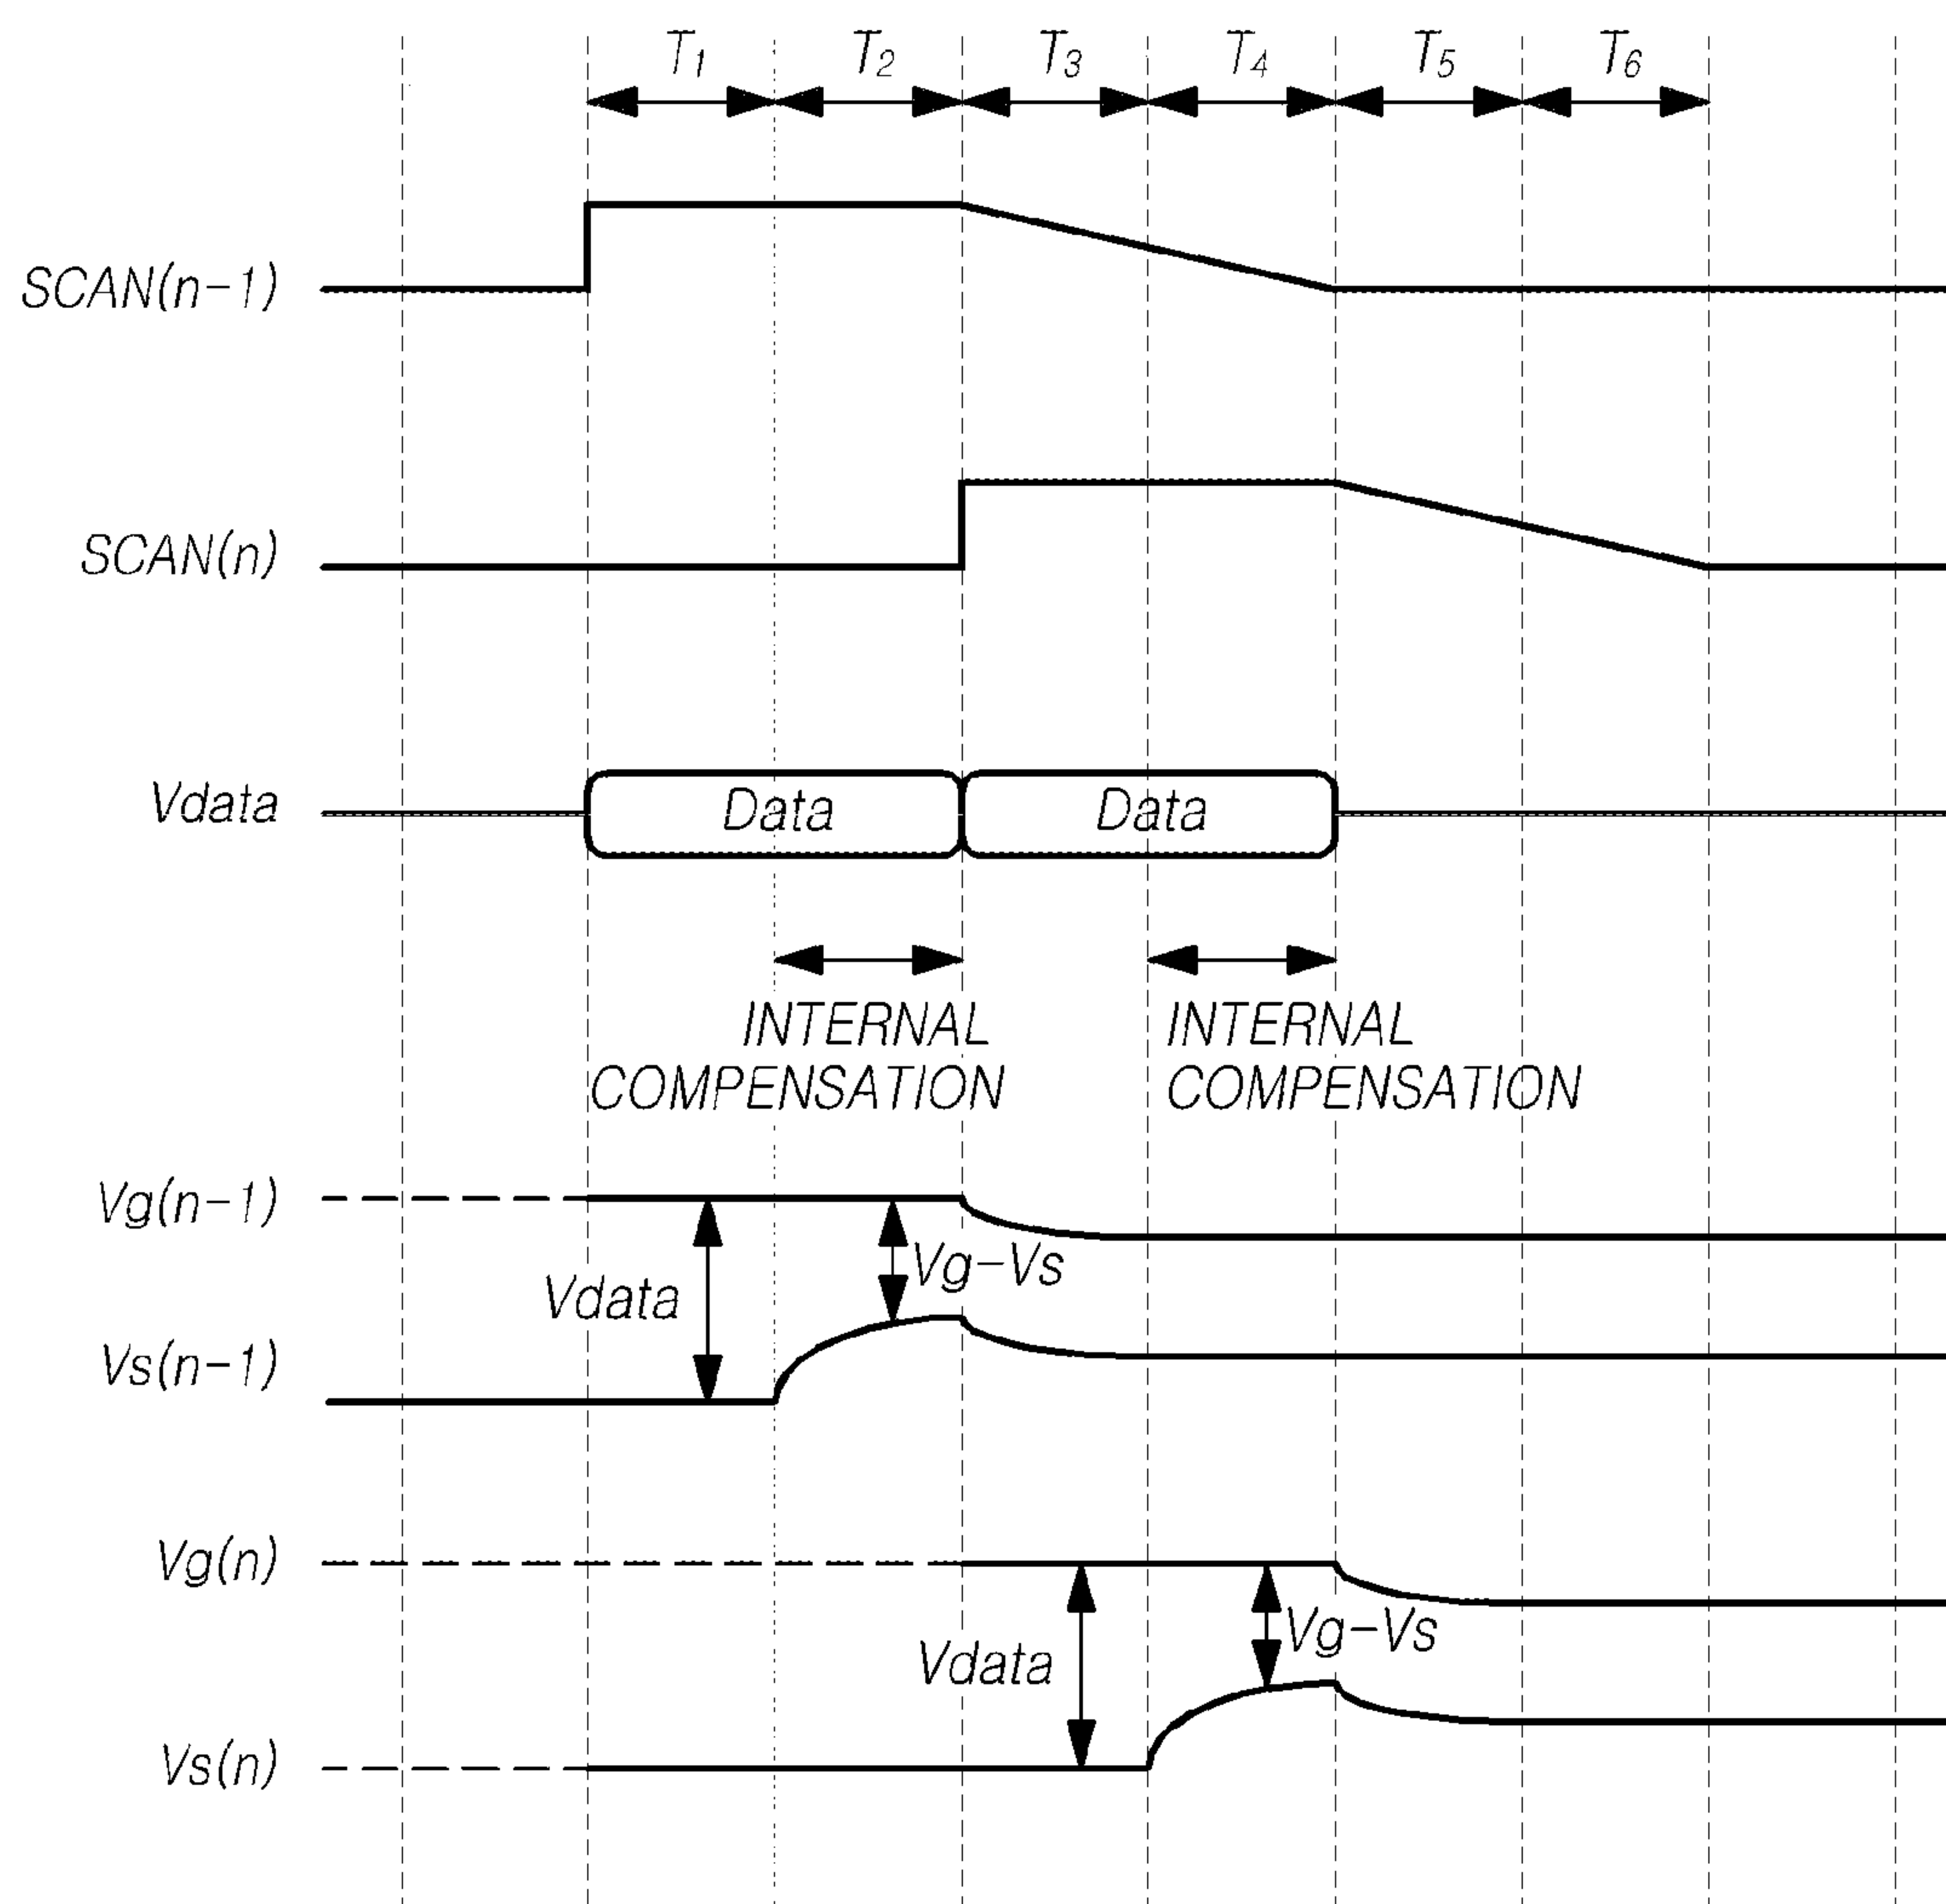 T1 T2 T3 T4 T5 T6
SCAN(n-1)
SCAN(n)
Vdata
Data Data
INTERNAL COMPENSATION
INTERNAL COMPENSATION
Vg(n-1)
Vdata
Vg-Vs
Vs(n-1)
Vg(n)
Vdata
Vg-Vs
Vs(n)